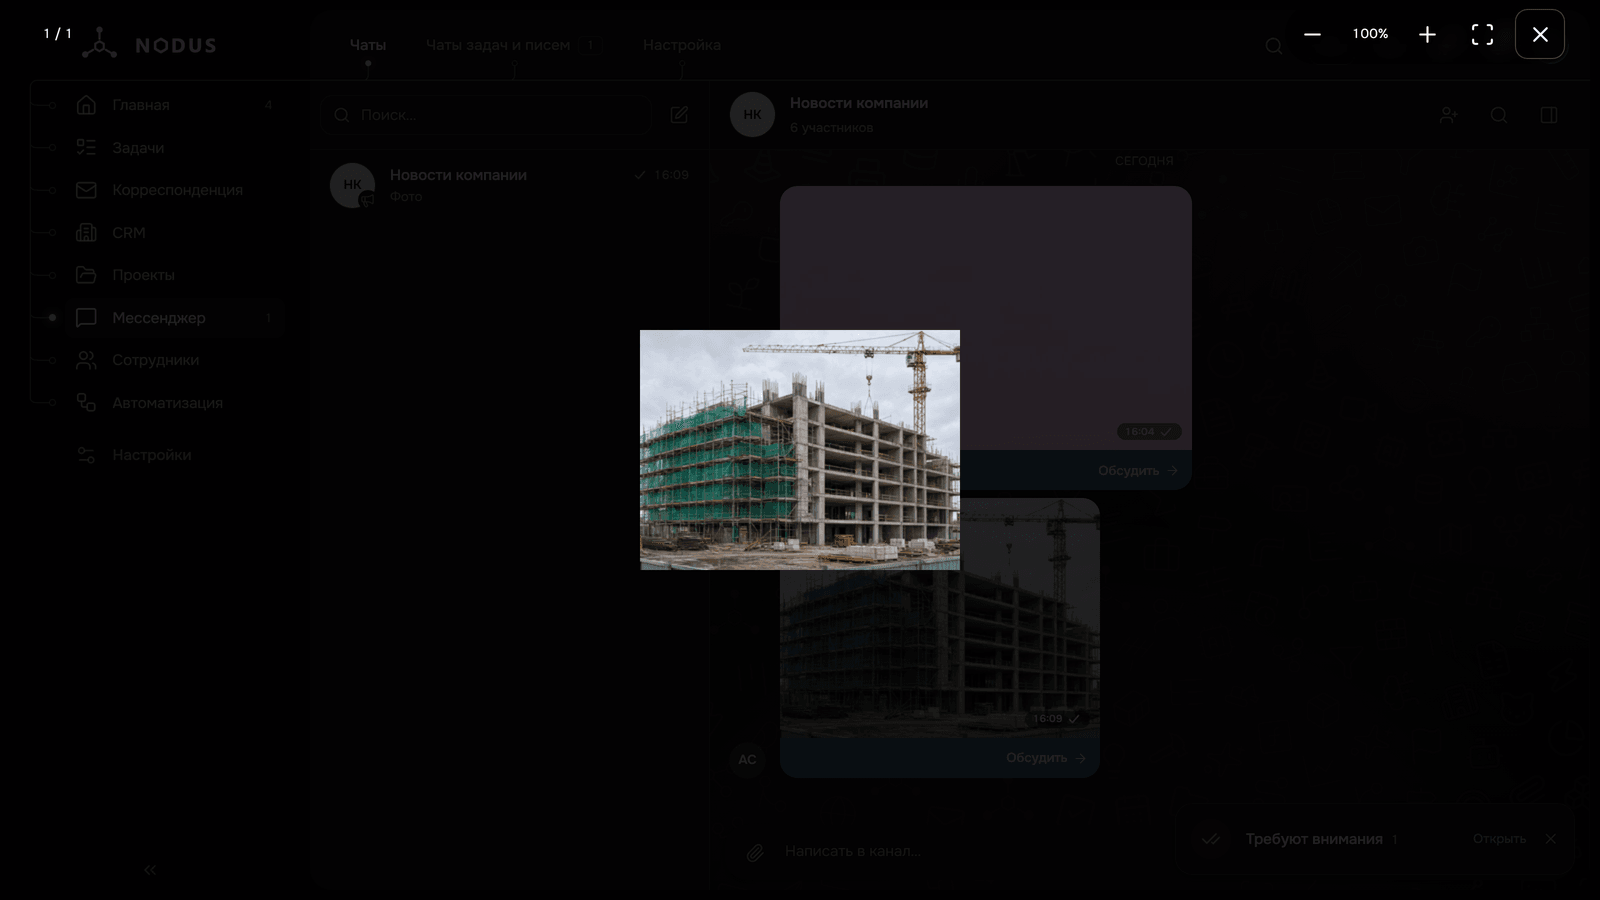 1 / 1
NODUS
Чаты
Чаты задач и писем 1
Настройка
100%
Главная 4
Задачи
Корреспонденция
CRM
Проекты
Мессенджер 1
Сотрудники
Автоматизация
Настройки
Поиск...
НК
Новости компании
16:09
Фото
НК
Новости компании
6 участников
СЕГОДНЯ
16:04
Обсудить
16:09
Обсудить
АС
Написать в канал...
Требуют внимания 1
Открыть